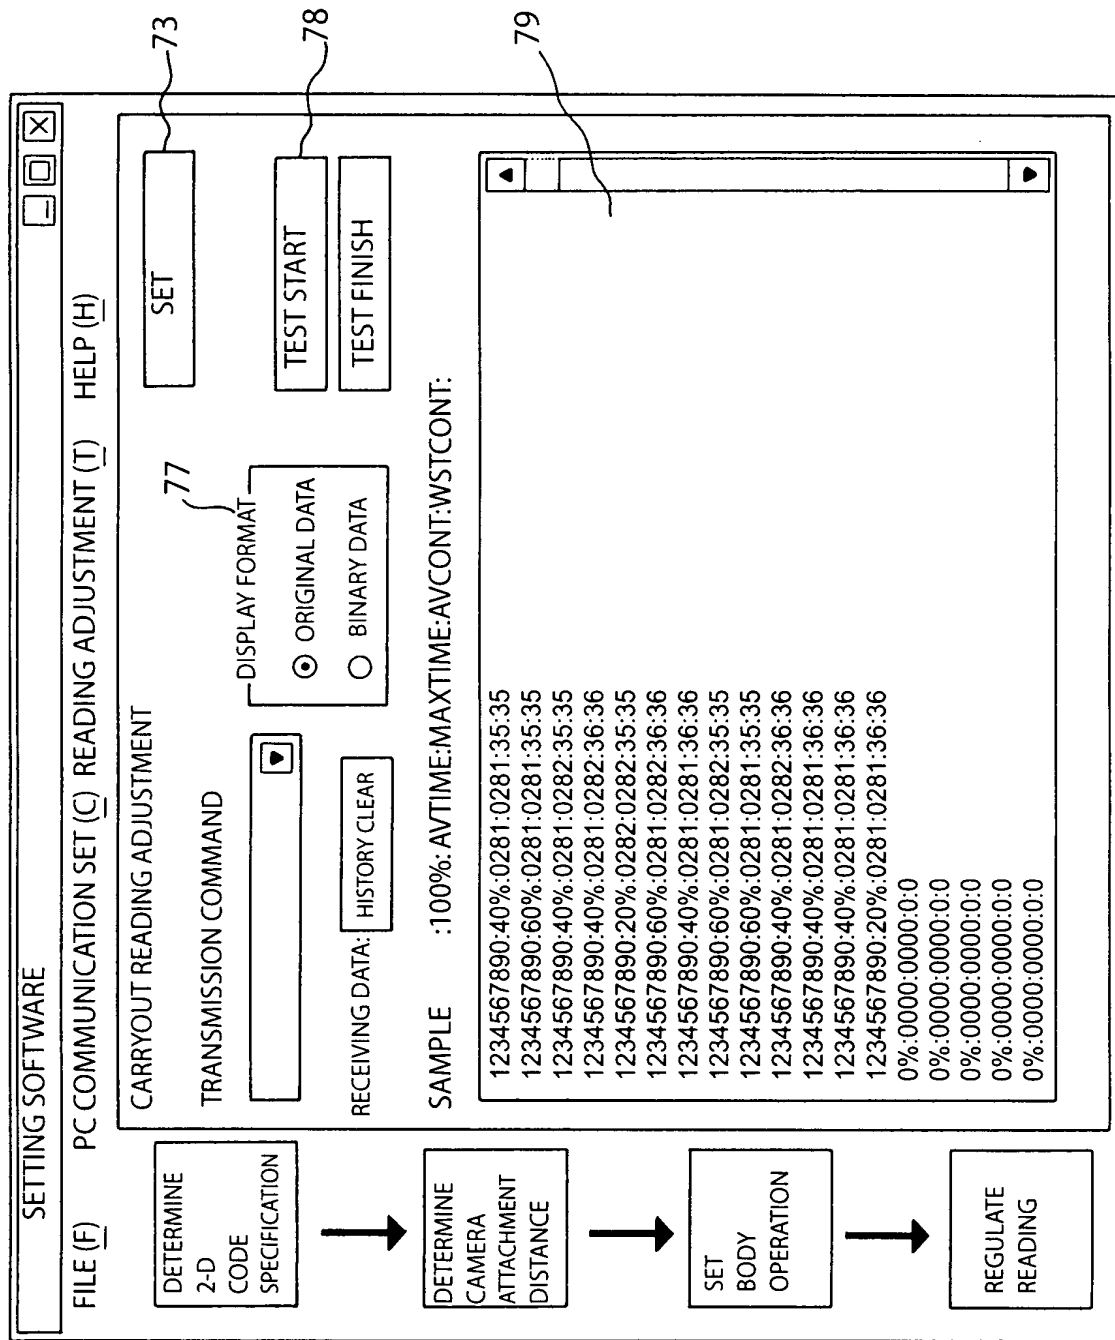 SETTING SOFTWARE
FILE (F) PC COMMUNICATION SET (C) READING ADJUSTMENT (T) HELP (H)
DETERMINE
2-D
CODE
SPECIFICATION
DETERMINE
CAMERA
ATTACHMENT
DISTANCE
SET
BODY
OPERATION
REGULATE
READING
CARRYOUT READING ADJUSTMENT
SET
73
TRANSMISSION COMMAND
77
DISPLAY FORMAT
ORIGINAL DATA
BINARY DATA
TEST START
78
TEST FINISH
RECEIVING DATA: HISTORY CLEAR
SAMPLE :100%: AVTIME:MAXTIME:AVCONT:WSTCONT:
79
1234567890:40%:0281:0281:35:35
1234567890:60%:0281:0281:35:35
1234567890:40%:0281:0282:35:35
1234567890:40%:0281:0282:36:36
1234567890:20%:0282:0282:35:35
1234567890:60%:0281:0282:36:36
1234567890:40%:0281:0281:36:36
1234567890:60%:0281:0282:35:35
1234567890:60%:0281:0281:35:35
1234567890:40%:0281:0282:36:36
1234567890:40%:0281:0281:36:36
1234567890:40%:0281:0281:36:36
1234567890:20%:0281:0281:36:36
0%:0000:0000:0:0
0%:0000:0000:0:0
0%:0000:0000:0:0
0%:0000:0000:0:0
0%:0000:0000:0:0